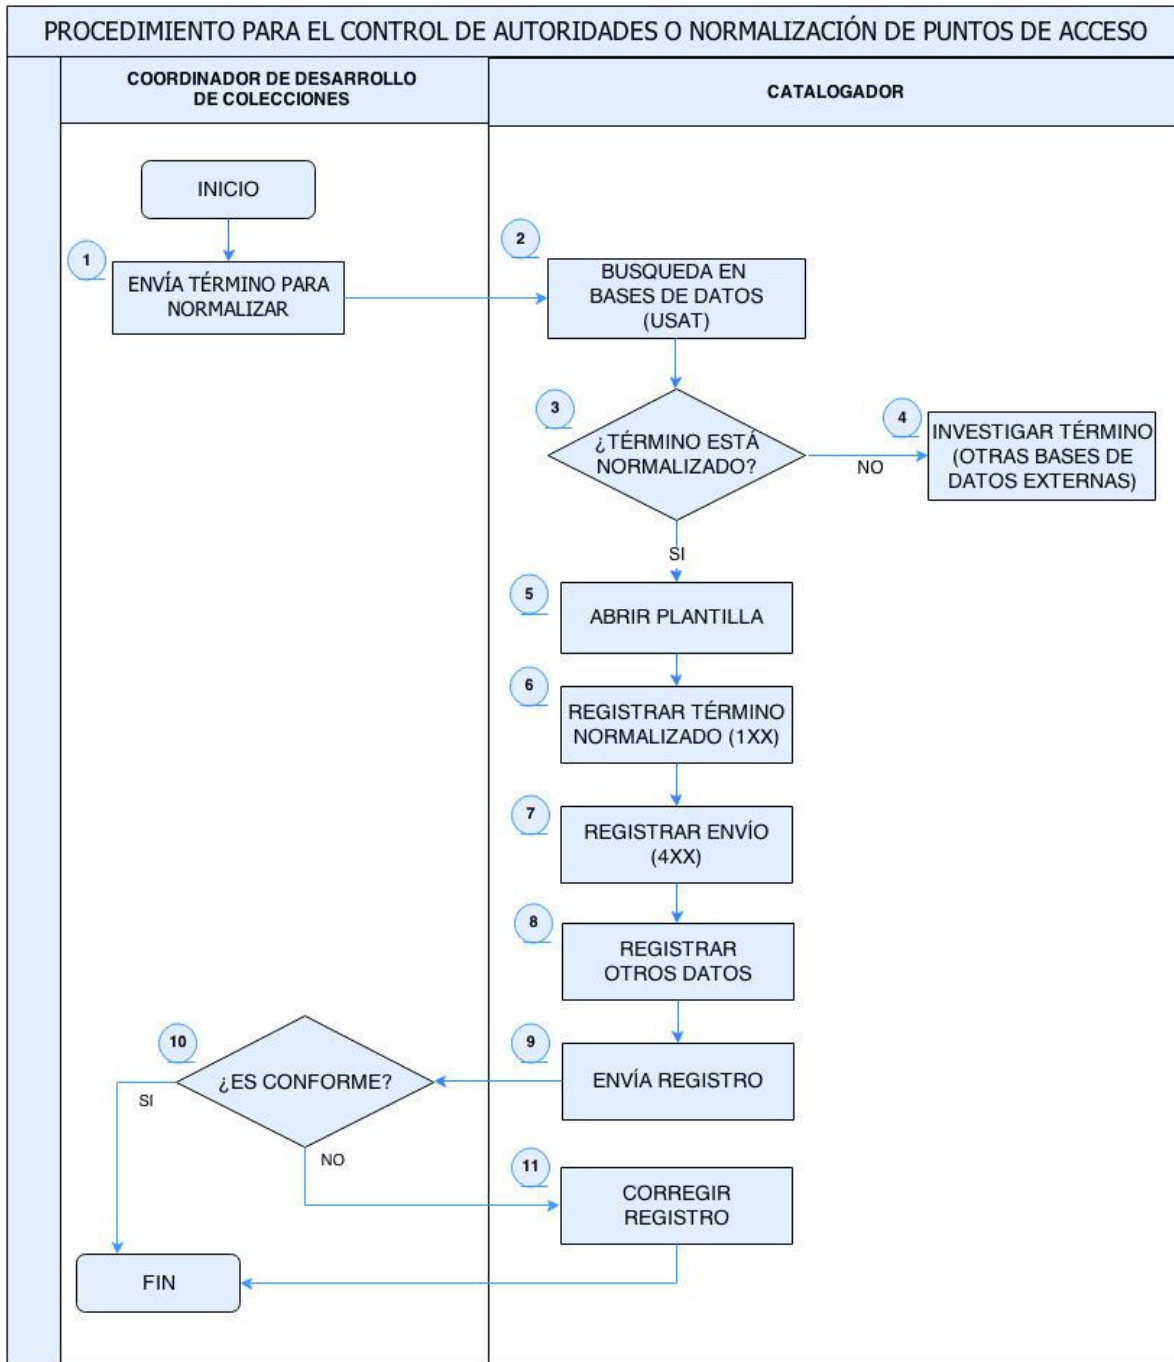 PROCEDIMIENTO PARA EL CONTROL DE AUTORIDADES O NORMALIZACIÓN DE PUNTOS DE ACCESO
COORDINADOR DE DESARROLLO
DE COLECCIONES
CATALOGADOR
INICIO
1
ENVÍA TÉRMINO PARA
NORMALIZAR
2
BUSQUEDA EN
BASES DE DATOS
(USAT)
3
¿TÉRMINO ESTÁ
NORMALIZADO?
NO
4
INVESTIGAR TÉRMINO
(OTRAS BASES DE
DATOS EXTERNAS)
SI
5
ABRIR PLANTILLA
6
REGISTRAR TÉRMINO
NORMALIZADO (1XX)
7
REGISTRAR ENVÍO
(4XX)
8
REGISTRAR
OTROS DATOS
9
ENVÍA REGISTRO
10
¿ES CONFORME?
SI
NO
11
CORREGIR
REGISTRO
FIN